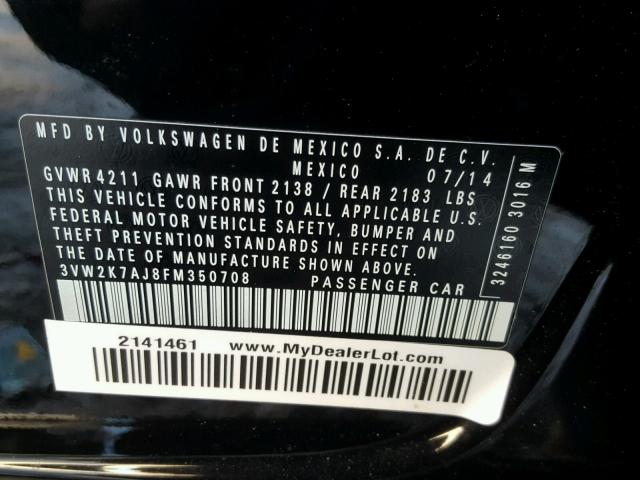 MFD BY VOLKSWAGEN DE MEXICO S.A. DE C.V.
MEXICO 07/14
GVWR 4211 GAWR FRONT 2138 / REAR 2183 LBS
THIS VEHICLE CONFORMS TO ALL APPLICABLE U.S.
FEDERAL MOTOR VEHICLE SAFETY, BUMPER AND
THEFT PREVENTION STANDARDS IN EFFECT ON
THE DATE OF MANUFACTURE SHOWN ABOVE.
3VW2K7AJ8FM350708 PASSENGER CAR
3246160 3016 M
2141461 www.MyDealerLot.com